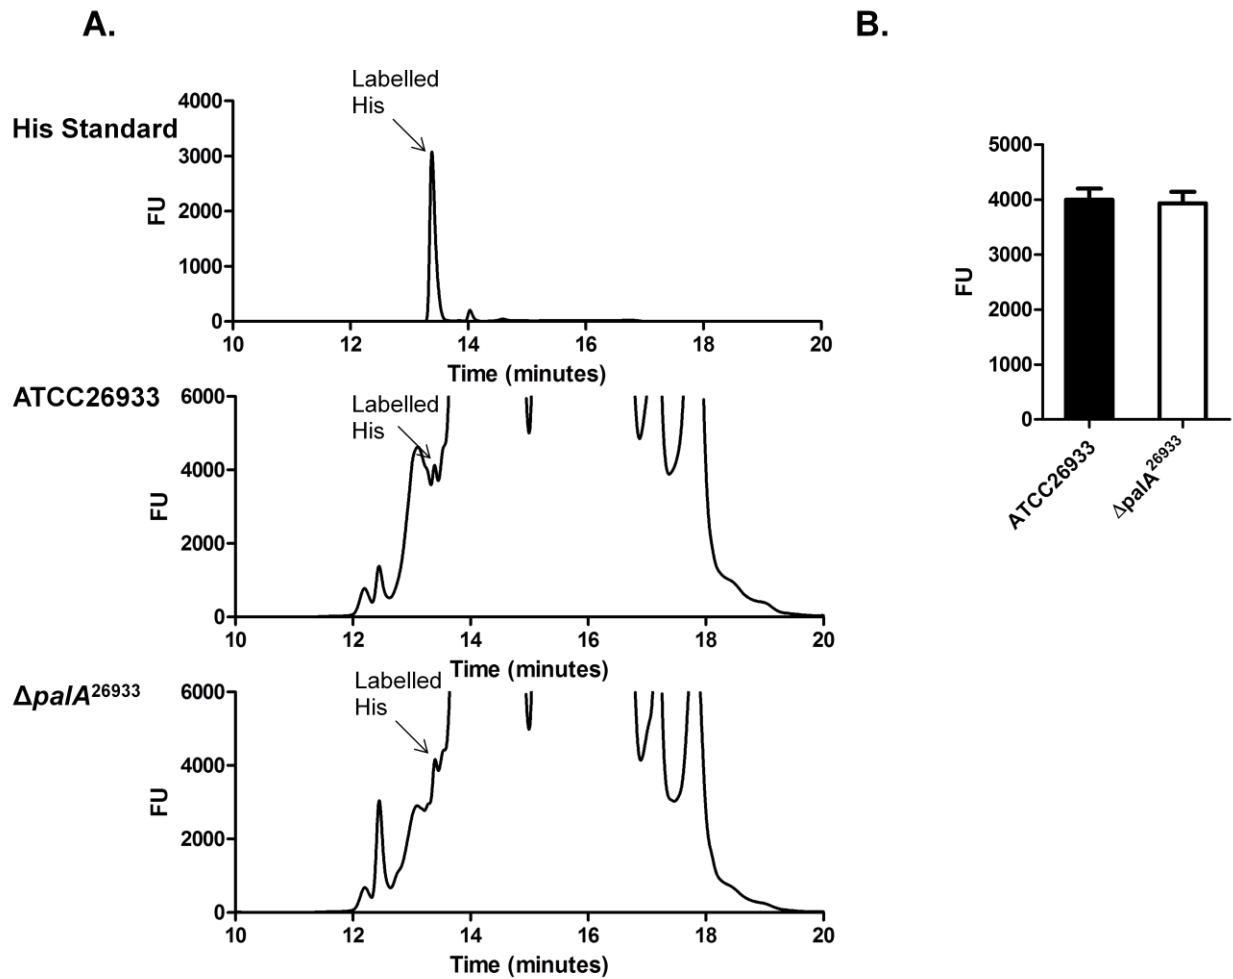 A.
His Standard
Labelled
His
4000
3000
2000
1000
0
FU
10 12 14 16 18 20
Time (minutes)
ATCC26933
Labelled
His
6000
4000
2000
0
FU
10 12 14 16 18 20
Time (minutes)
ΔpalA26933
Labelled
His
6000
4000
2000
0
FU
10 12 14 16 18 20
Time (minutes)
B.
5000
4000
3000
2000
1000
0
FU
ATCC26933
ΔpalA26933